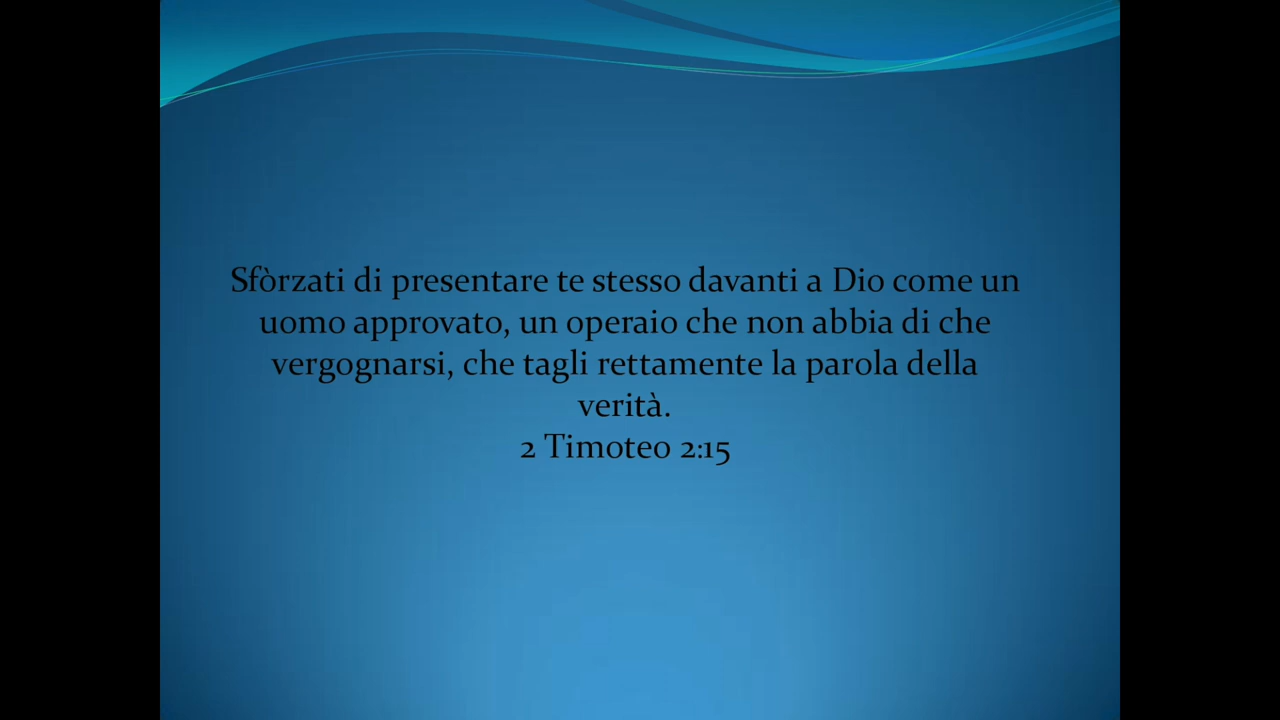 Sfòrzati di presentare te stesso davanti a Dio come un
uomo approvato, un operaio che non abbia di che
vergognarsi, che tagli rettamente la parola della
verità.
2 Timoteo 2:15